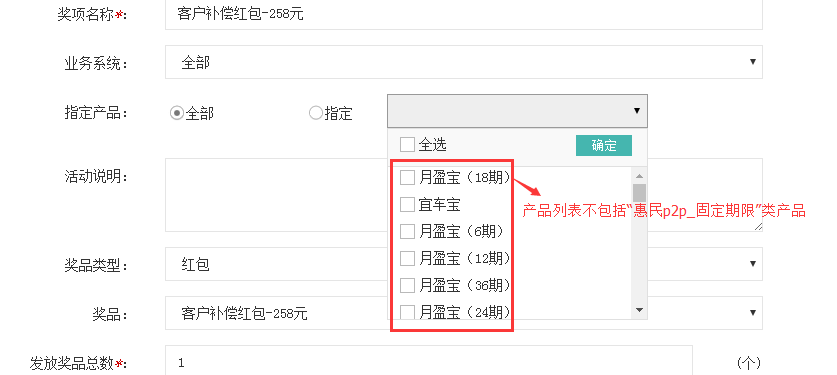 奖项名称*： 客户补偿红包-258元
业务系统： 全部
指定产品： 全部 指定
全选 确定
活动说明：
月盈宝（18期）
产品列表不包括“惠民p2p_固定期限”类产品
宜车宝
月盈宝（6期）
奖品类型： 红包
月盈宝（12期）
月盈宝（36期）
奖品： 客户补偿红包-258元
月盈宝（24期）
发放奖品总数*： 1 (个)